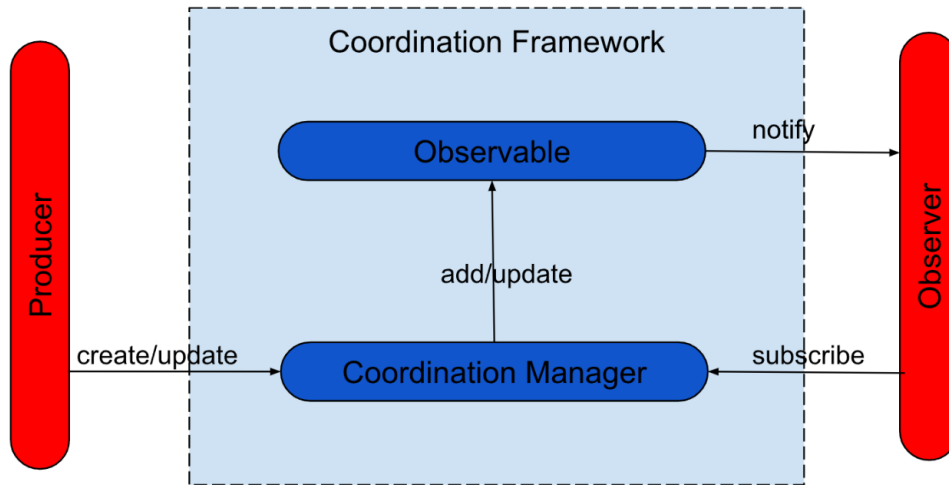 Coordination Framework
Producer
Observable
notify
Observer
add/update
create/update
Coordination Manager
subscribe